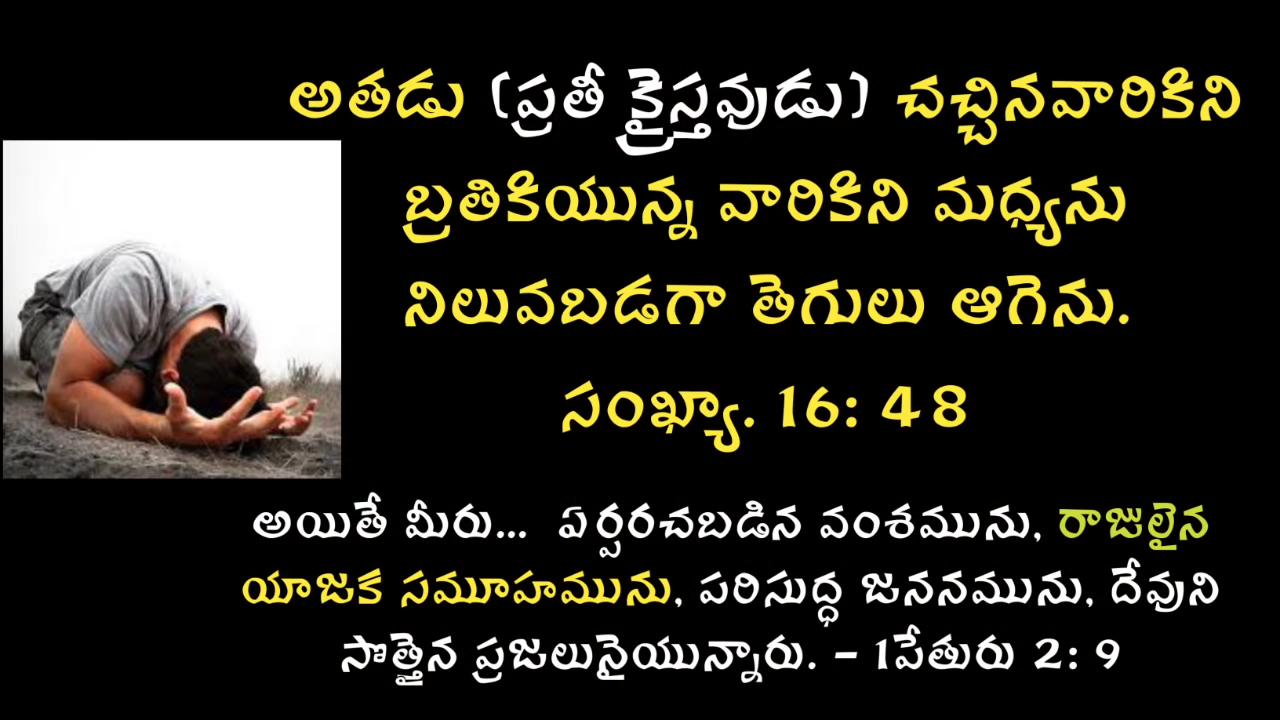 అతడు (ప్రతీ క్రైస్తవుడు) చచ్చినవారికిని
బ్రతికియున్న వారికిని మధ్యను
నిలువబడగా తెగులు ఆగెను.
సంఖ్యా. 16: 48
అయితే మీరు... ఏర్పరచబడిన వంశమును, రాజులైన
యాజక సమూహమును, పరిసుద్ధ జననమును, దేవుని
సొత్తైన ప్రజలునైయున్నారు. - 1పేతురు 2: 9